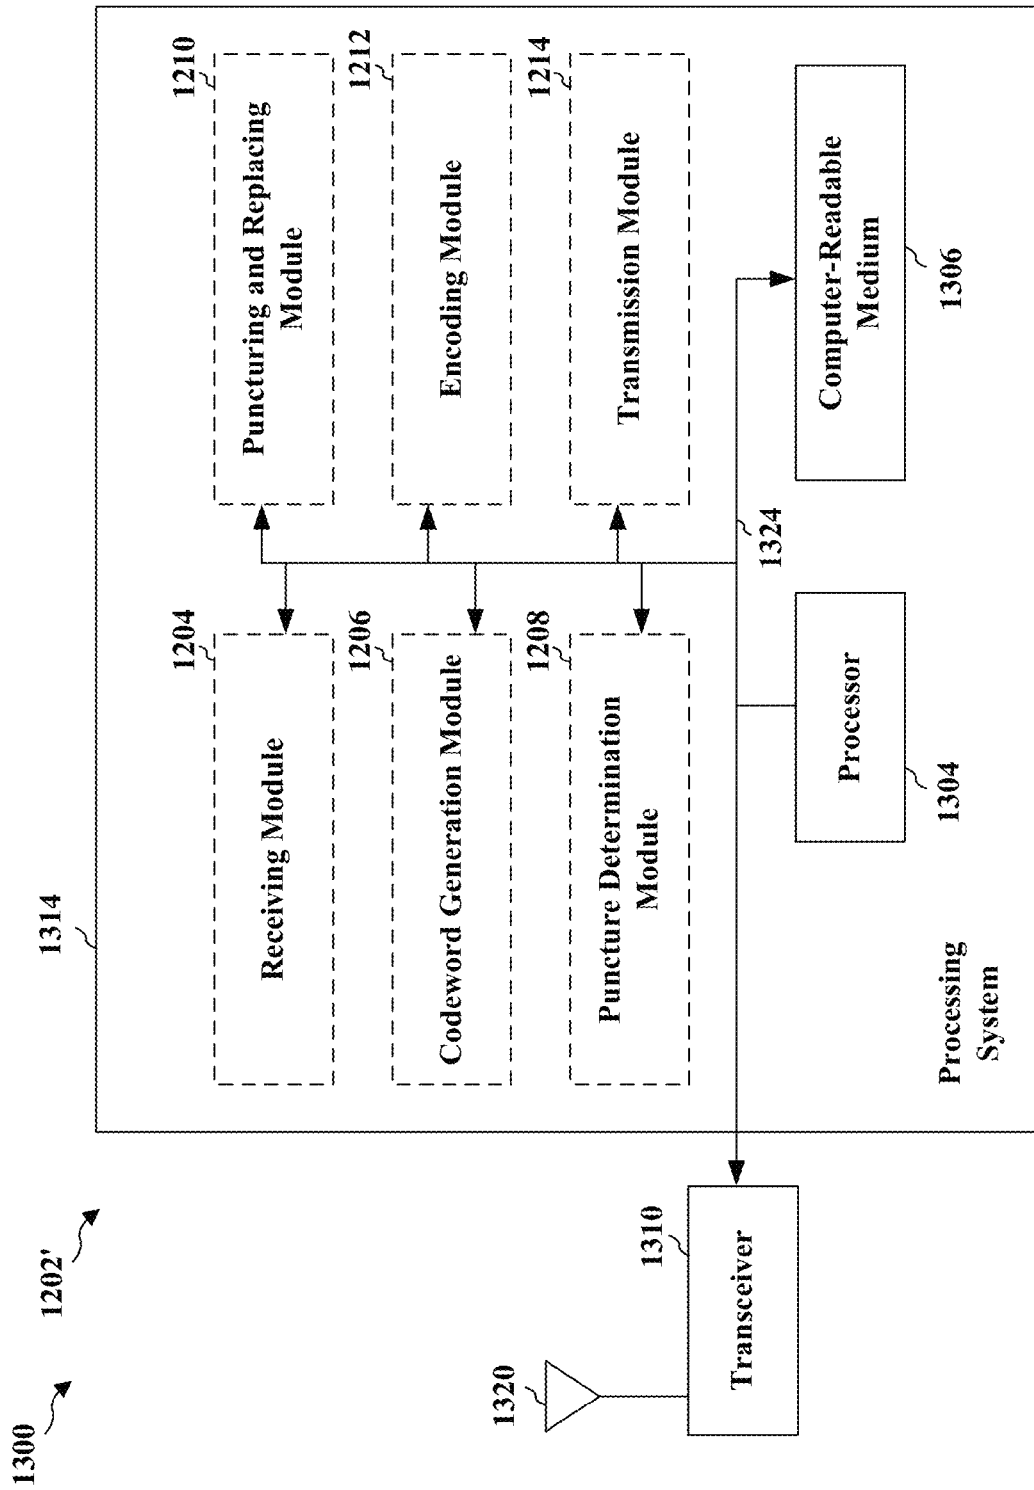 1300
1202'
1314
1204
Receiving Module
1210
Puncturing and Replacing
Module
1206
Codeword Generation Module
1212
Encoding Module
1208
Puncture Determination
Module
1214
Transmission Module
1320
1310
Transceiver
1324
Processor
1304
Computer-Readable
Medium
1306
Processing
System